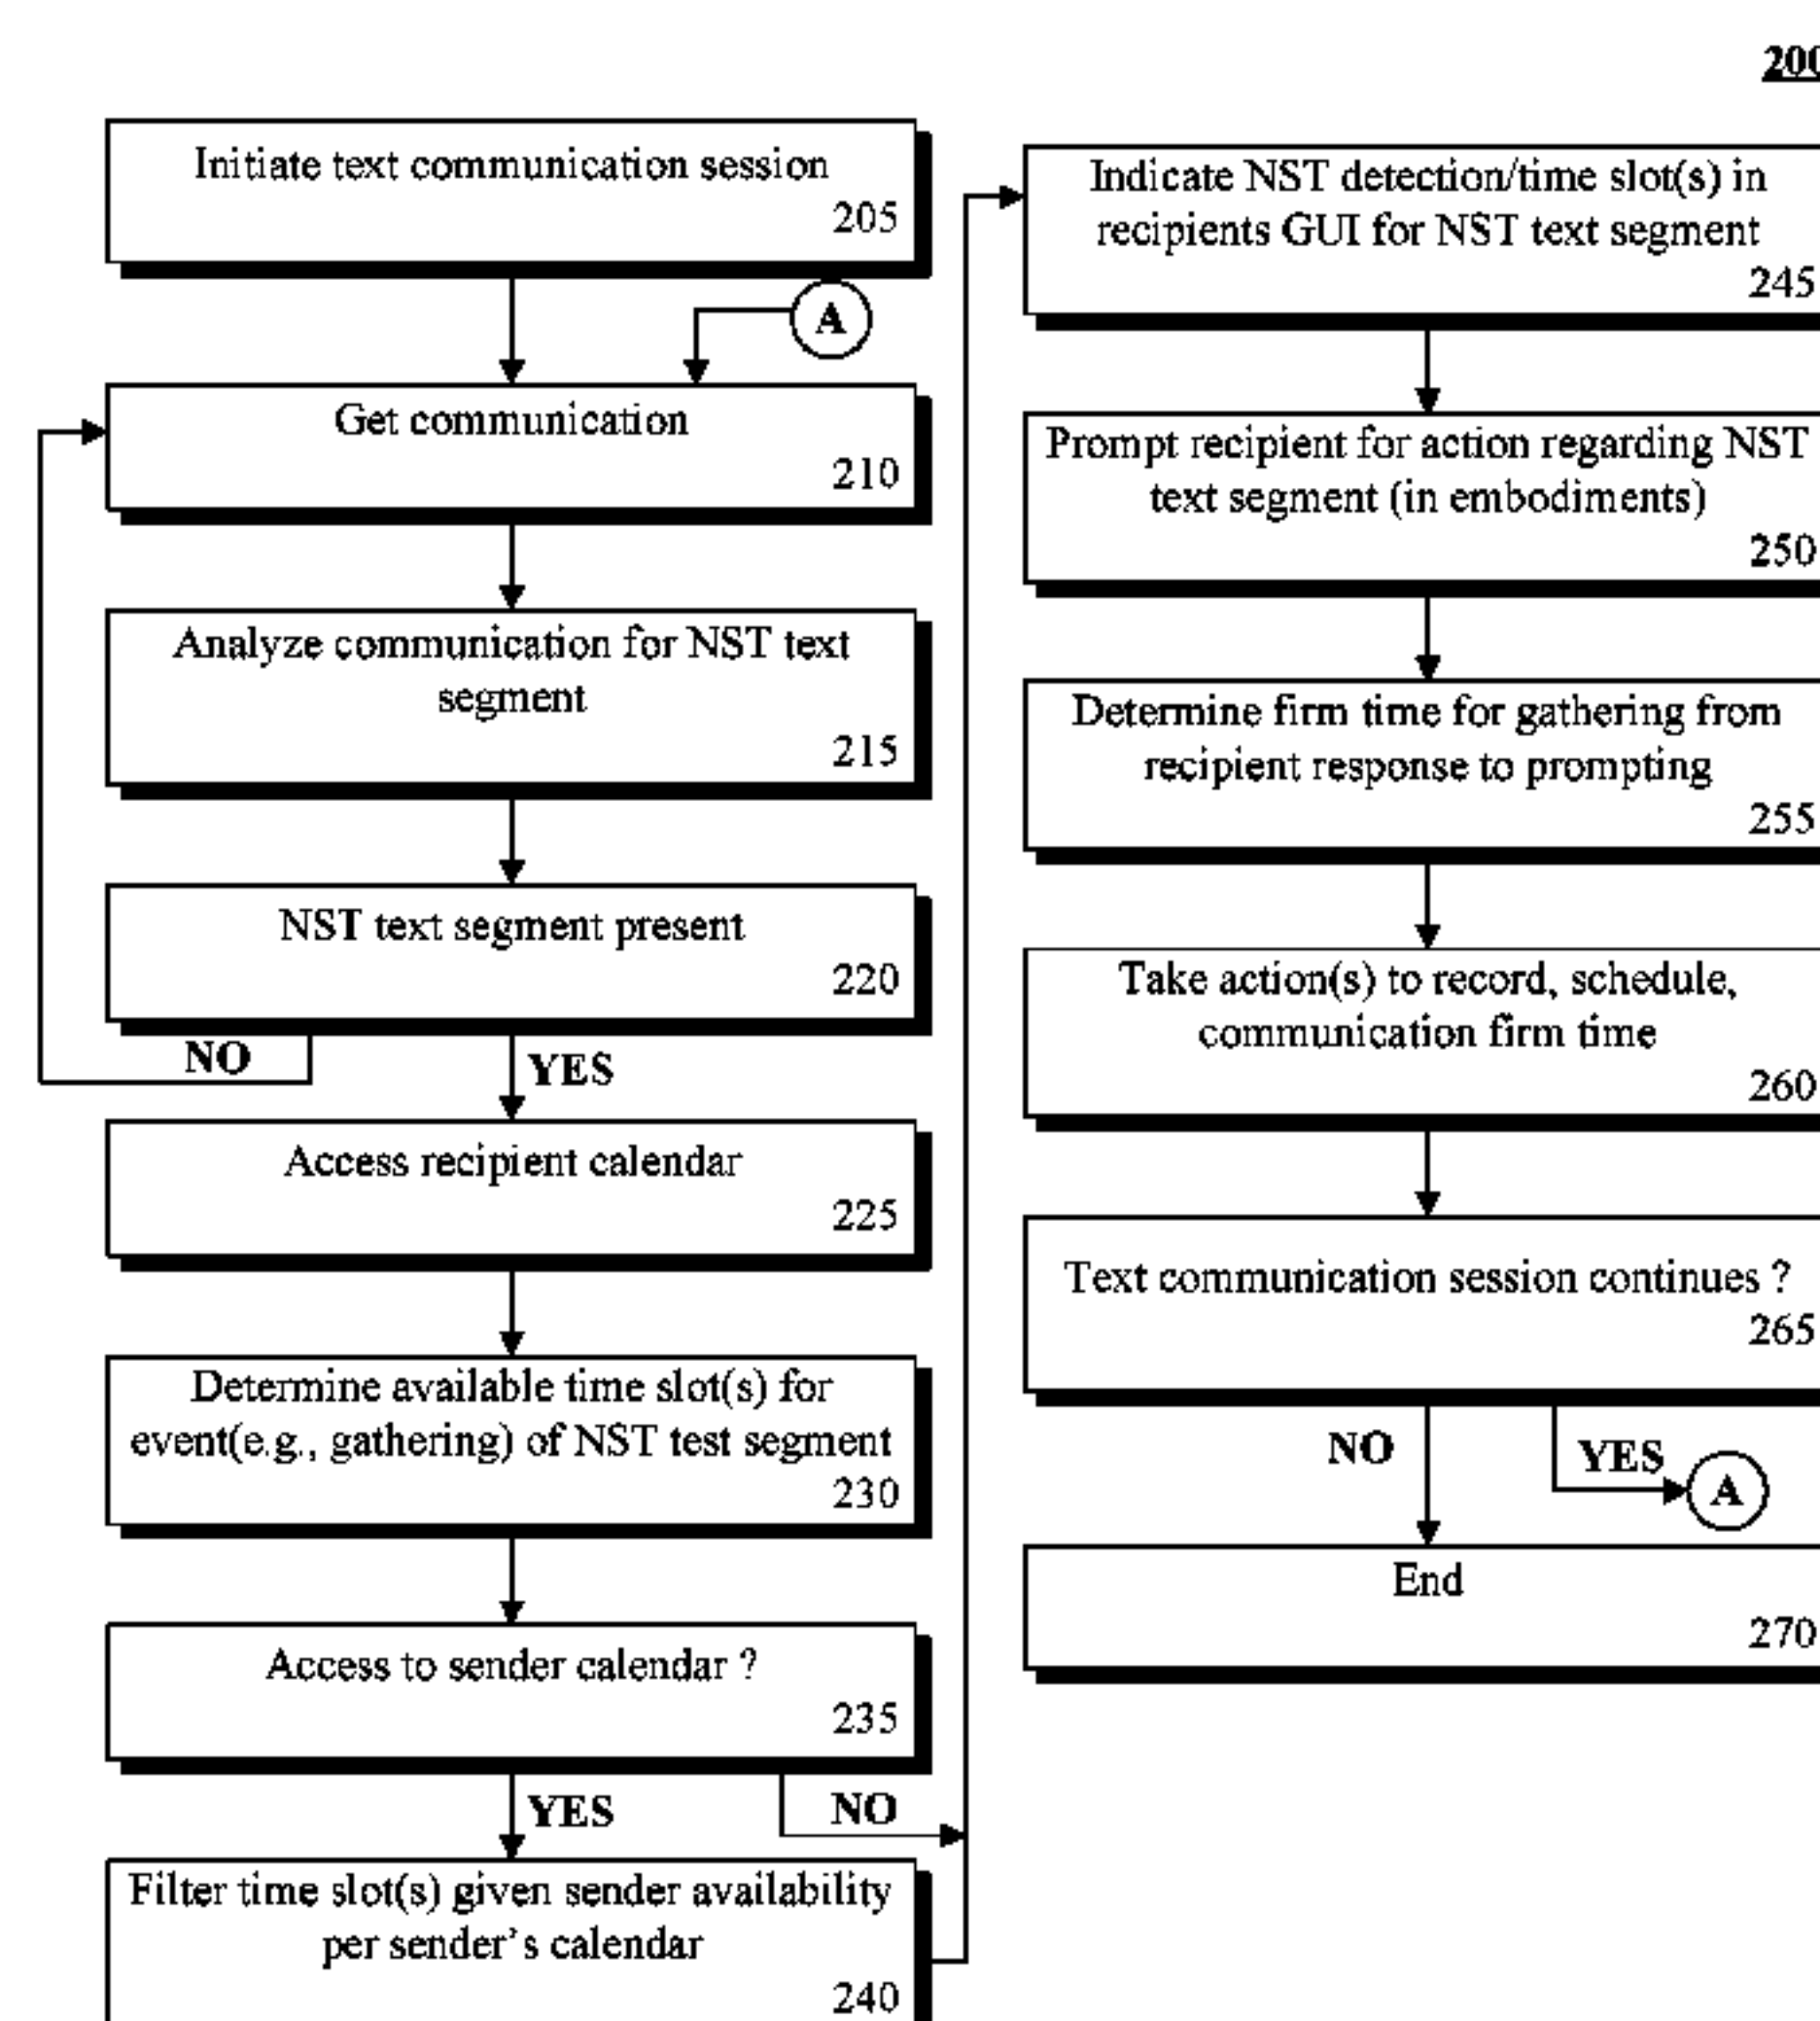 200
Initiate text communication session
205
A
Get communication
210
Analyze communication for NST text
segment
215
NST text segment present
220
NO
YES
Access recipient calendar
225
Determine available time slot(s) for
event(e.g., gathering) of NST test segment
230
Access to sender calendar ?
235
YES
NO
Filter time slot(s) given sender availability
per sender's calendar
240
Indicate NST detection/time slot(s) in
recipients GUI for NST text segment
245
Prompt recipient for action regarding NST
text segment (in embodiments)
250
Determine firm time for gathering from
recipient response to prompting
255
Take action(s) to record, schedule,
communication firm time
260
Text communication session continues ?
265
NO
YES
A
End
270